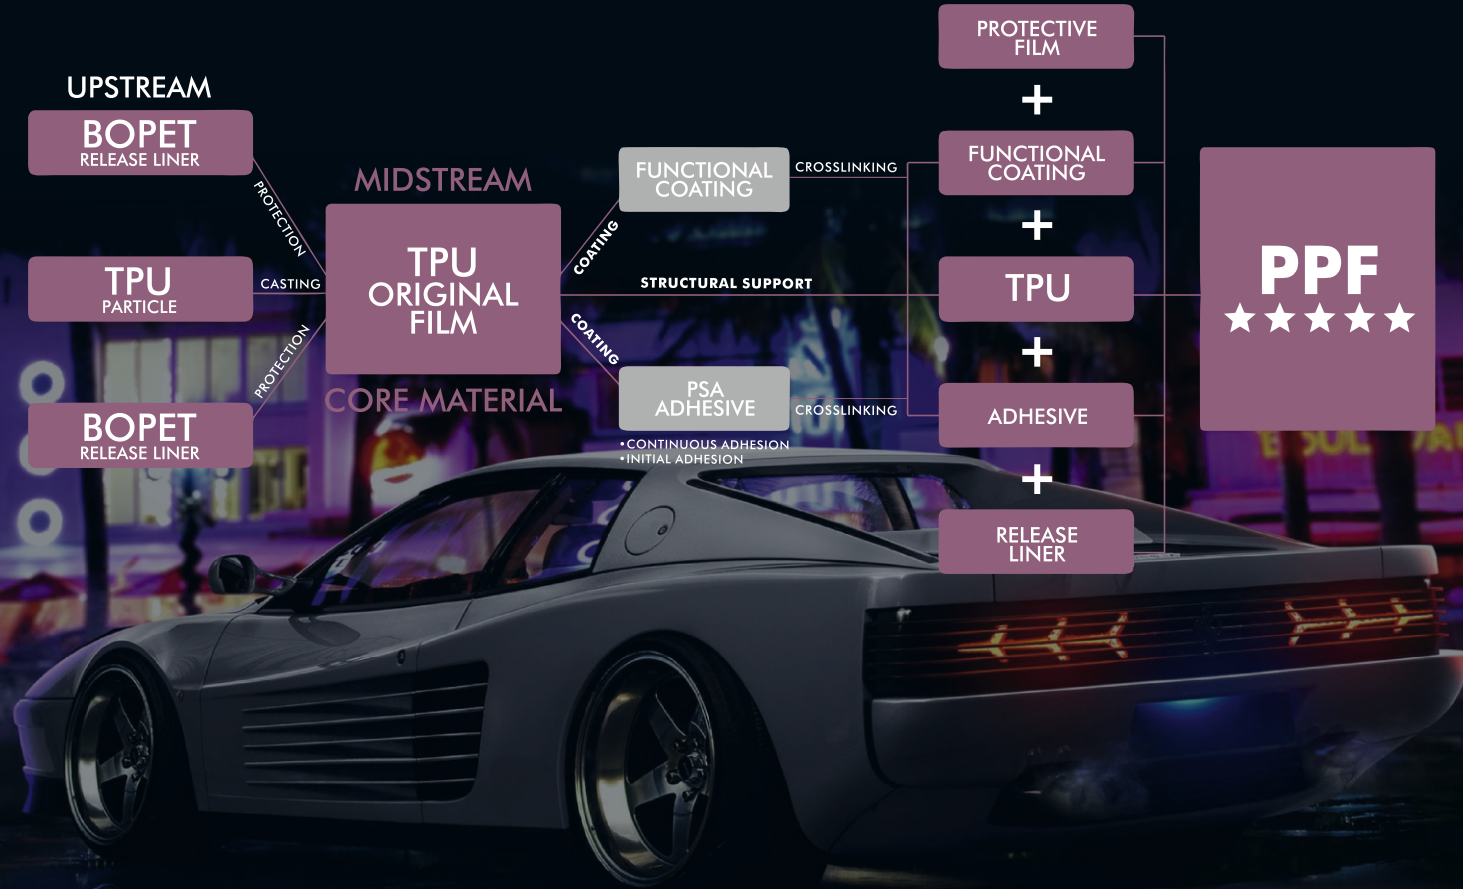 UPSTREAM
BOPET
RELEASE LINER
PROTECTION
TPU
PARTICLE
CASTING
BOPET
RELEASE LINER
PROTECTION
MIDSTREAM
TPU
ORIGINAL
FILM
CORE MATERIAL
COATING
FUNCTIONAL
COATING
CROSSLINKING
STRUCTURAL SUPPORT
COATING
PSA
ADHESIVE
CROSSLINKING
•CONTINUOUS ADHESION
•INITIAL ADHESION
PROTECTIVE
FILM
+
FUNCTIONAL
COATING
+
TPU
+
ADHESIVE
+
RELEASE
LINER
PPF
★★★★★